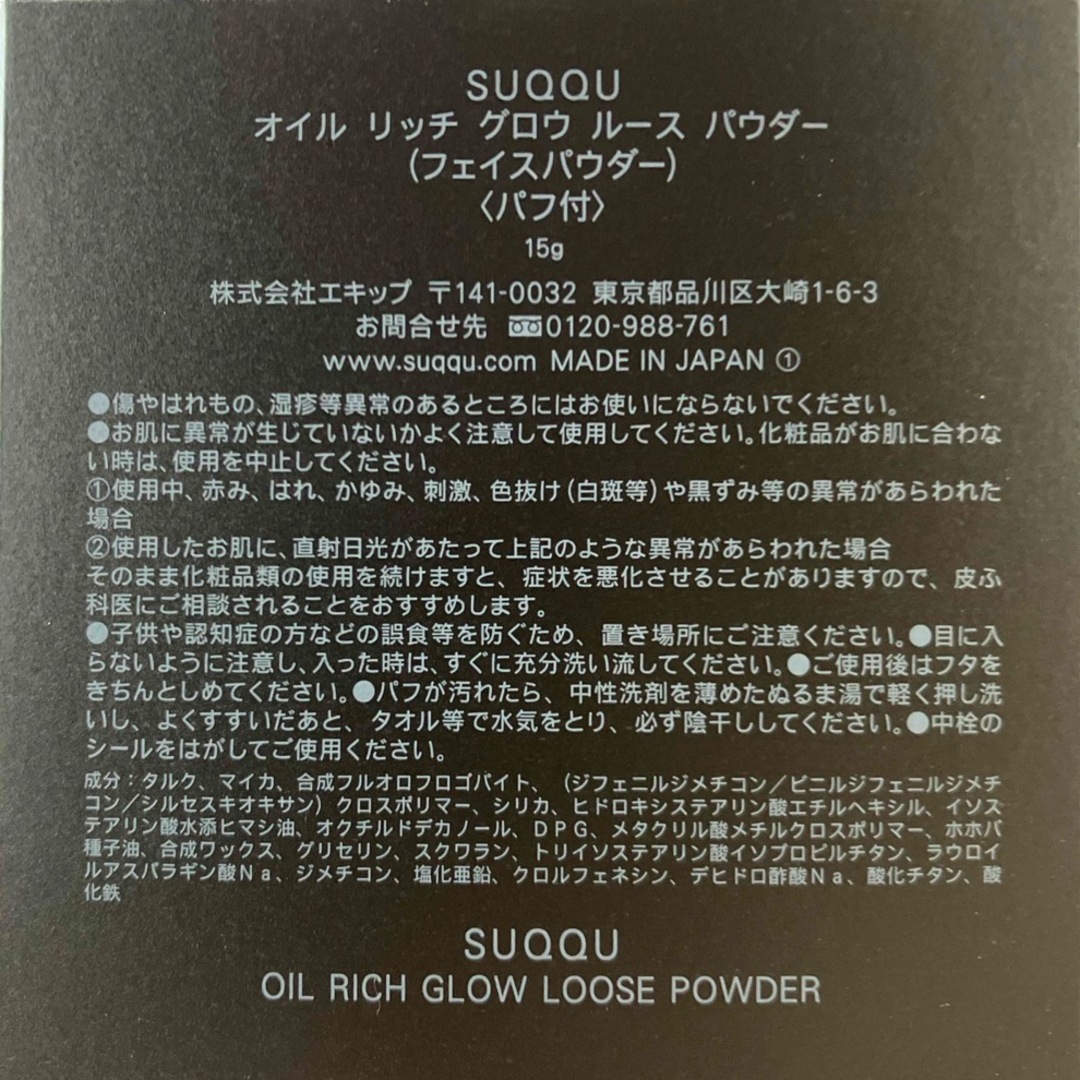 SUQQU
オイル リッチ グロウ ルース パウダー
(フェイスパウダー)
〈パフ付〉
15g
株式会社エキップ 〒141-0032 東京都品川区大崎1-6-3
お問合せ先 0120-988-761
www.suqqu.com MADE IN JAPAN ①
●傷やはれもの、湿疹等異常のあるところにはお使いにならないでください。
●お肌に異常が生じていないかよく注意して使用してください。化粧品がお肌に合わな
い時は、使用を中止してください。
①使用中、赤み、はれ、かゆみ、刺激、色抜け(白斑等)や黒ずみ等の異常があらわれた
場合
②使用したお肌に、直射日光があたって上記のような異常があらわれた場合
そのまま化粧品類の使用を続けますと、症状を悪化させることがありますので、皮ふ
科医にご相談されることをおすすめします。
●子供や認知症の方などの誤食等を防ぐため、置き場所にご注意ください。●目に入
らないように注意し、入った時は、すぐに充分洗い流してください。●ご使用後はフタを
きちんとしめてください。●パフが汚れたら、中性洗剤を薄めたぬるま湯で軽く押し洗
いし、よくすすいだあと、タオル等で水気をとり、必ず陰干ししてください。●中栓の
シールをはがしてご使用ください。
成分：タルク、マイカ、合成フルオロフロゴパイト、（ジフェニルジメチコン／ビニルジフェニルジメチ
コン／シルセスキオキサン）クロスポリマー、シリカ、ヒドロキシステアリン酸エチルヘキシル、イソス
テアリン酸水添ヒマシ油、オクチルドデカノール、ＤＰＧ、メタクリル酸メチルクロスポリマー、ホホバ
種子油、合成ワックス、グリセリン、スクワラン、トリイソステアリン酸イソプロピルチタン、ラウロイ
ルアスパラギン酸Ｎａ、ジメチコン、塩化亜鉛、クロルフェネシン、デヒドロ酢酸Ｎａ、酸化チタン、酸
化鉄
SUQQU
OIL RICH GLOW LOOSE POWDER